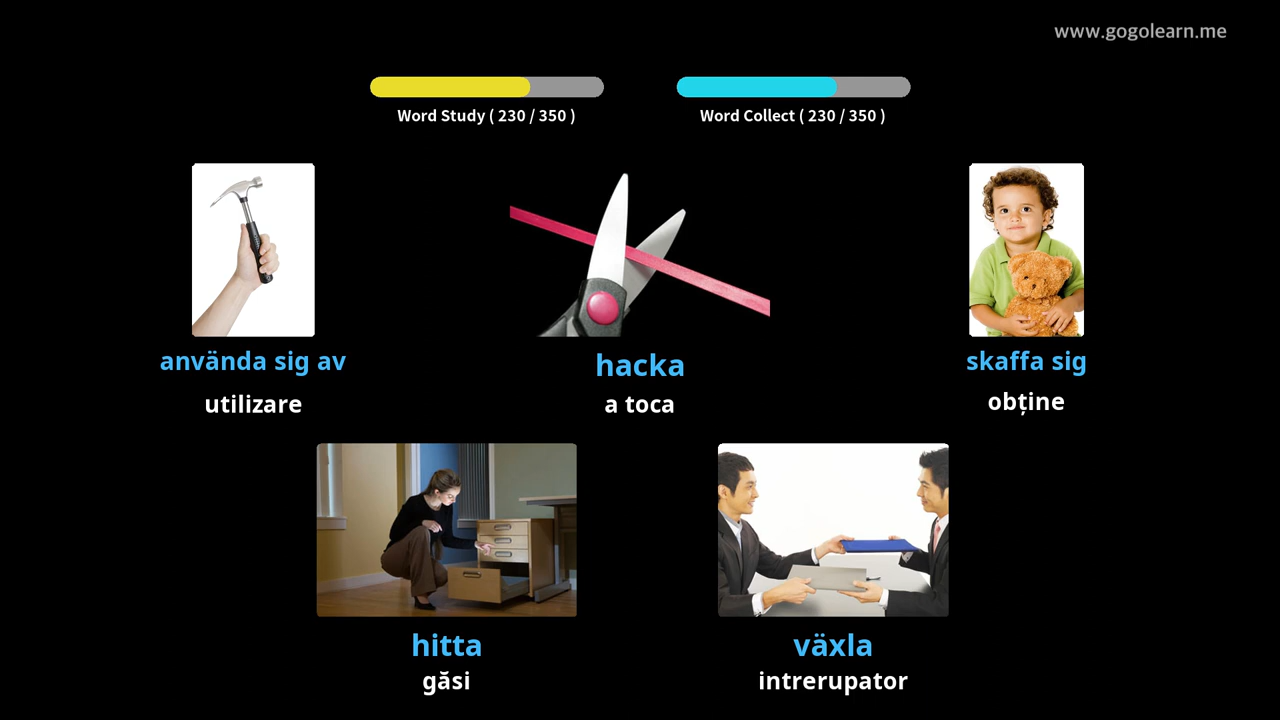 www.gogolearn.me
Word Study ( 230 / 350 )
Word Collect ( 230 / 350 )
använda sig av
utilizare
hacka
a toca
skaffa sig
obține
hitta
găsi
växla
intrerupator